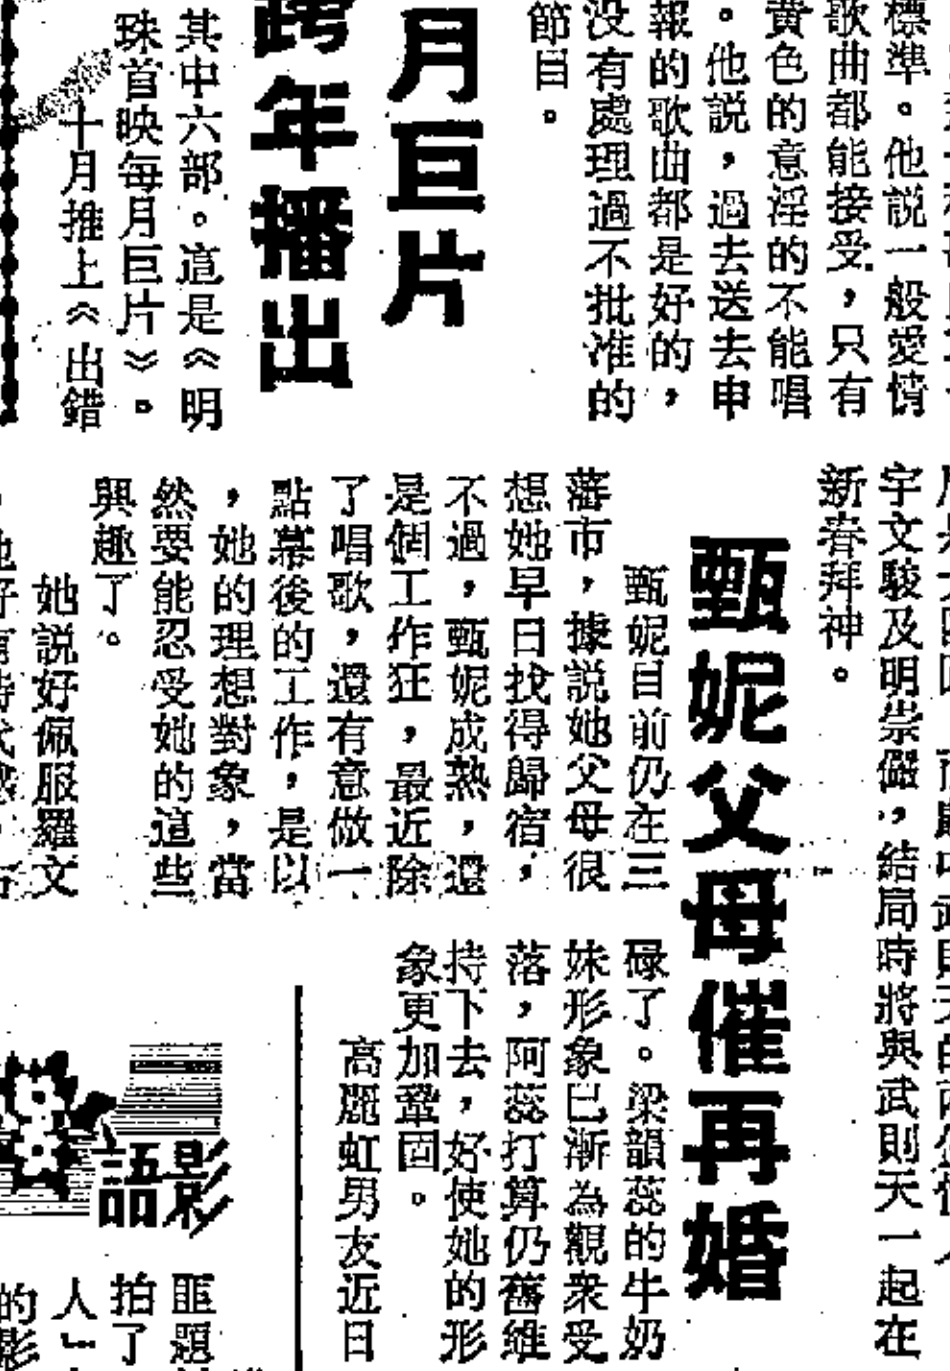 標準。他説一般愛情
歌曲都能接受，只有
黃色的意淫的不能唱
。他説，過去送去申
報的歌曲都是好的，
没有處理過不批准的
節目。
月巨片
跨年播出
其中六部。這是《明
珠首映每月巨片》。
十月推上《出錯
宇文駿及明崇儼，結局時將與武則天一起在
新春拜神。
甄妮父母催再婚
甄妮目前仍在三
藩市，據説她父母很
想她早日找得歸宿，
不過，甄妮成熟，還
是個工作狂，最近除
了唱歌，還有意做一
點幕後的工作，是以
，她的理想對象，當
然要能忍受她的這些
興趣了。
她説好佩服羅文
碌了。梁韻蕊的牛奶
妹形象已漸為觀衆受
落，阿蕊打算仍舊維
持下去，好使她的形
象更加鞏固。
高麗虹男友近日
影語
拍了
人
的影